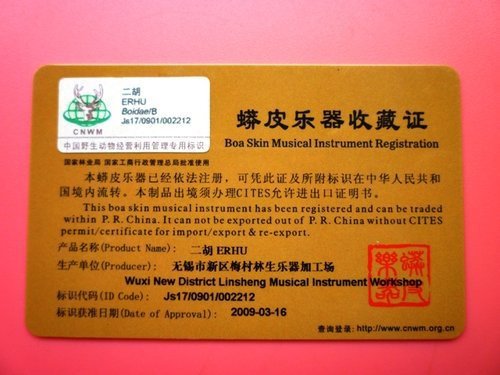 二胡
ERHU
Boidae/B
Js17/0901/002212
CNWM
中国野生动物经营利用管理专用标识
国家林业局 国家工商行政管理总局批准使用
蟒皮乐器收藏证
Boa Skin Musical Instrument Registration
本蟒皮乐器已经依法注册，可凭此证及所附标识在中华人民共和
国境内流转。本制品出境须办理CITES允许进出口证明书。
This boa skin musical instrument has been registered and can be traded
within P. R. China. It can not be exported out of P. R. China without CITES
permit/certificate for import/export & re-export.
产品名称(Product Name)： 二胡 ERHU
生产单位(Producer)： 无锡市新区梅村林生乐器加工场
Wuxi New District Linsheng Musical Instrument Workshop
标识代码(ID Code)： Js17/0901/002212
标识获准日期(Date of Approval)： 2009-03-16
蟒皮
乐器
查询登录: http://www.cnwm.org.cn